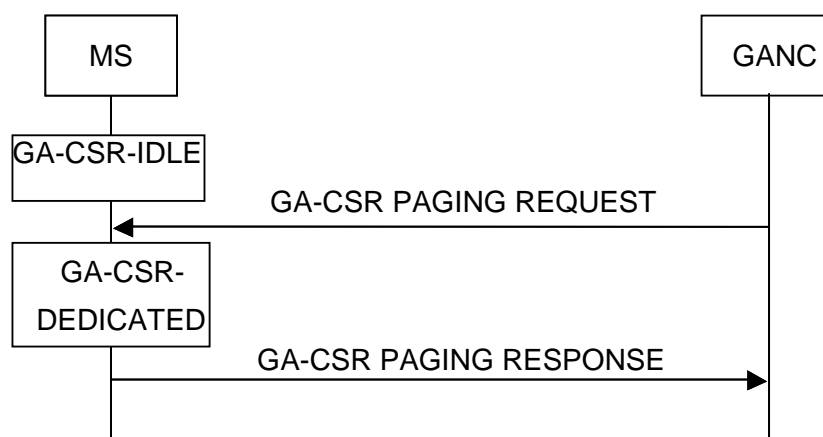 MS
GANC
GA-CSR-IDLE
GA-CSR PAGING REQUEST
GA-CSR-
DEDICATED
GA-CSR PAGING RESPONSE